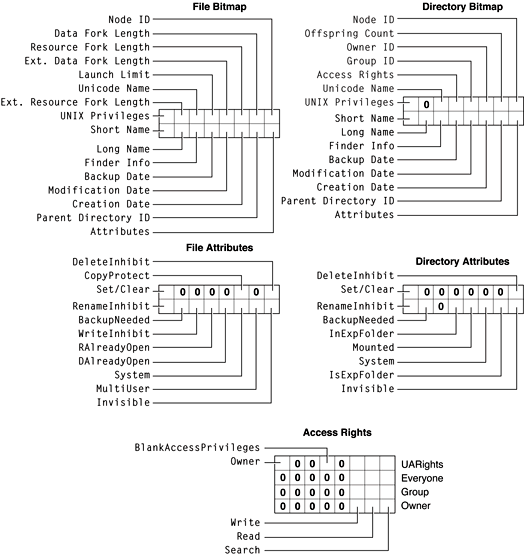 File Bitmap
Node ID
Data Fork Length
Resource Fork Length
Ext. Data Fork Length
Launch Limit
Unicode Name
Ext. Resource Fork Length
UNIX Privileges
Short Name
Long Name
Finder Info
Backup Date
Modification Date
Creation Date
Parent Directory ID
Attributes
Directory Bitmap
Node ID
Offspring Count
Owner ID
Group ID
Access Rights
Unicode Name
UNIX Privileges 0
Short Name
Long Name
Finder Info
Backup Date
Modification Date
Creation Date
Parent Directory ID
Attributes
File Attributes
DeleteInhibit
CopyProtect
Set/Clear 0 0 0 0 0
RenameInhibit
BackupNeeded
WriteInhibit
RAlreadyOpen
DAlreadyOpen
System
MultiUser
Invisible
Directory Attributes
DeleteInhibit
Set/Clear 0 0 0 0 0 0
RenameInhibit 0
BackupNeeded
InExpFolder
Mounted
System
IsExpFolder
Invisible
Access Rights
BlankAccessPrivileges
Owner 0 0 0 UARights
0 0 0 0 0 Everyone
0 0 0 0 0 Group
0 0 0 0 0 Owner
Write
Read
Search